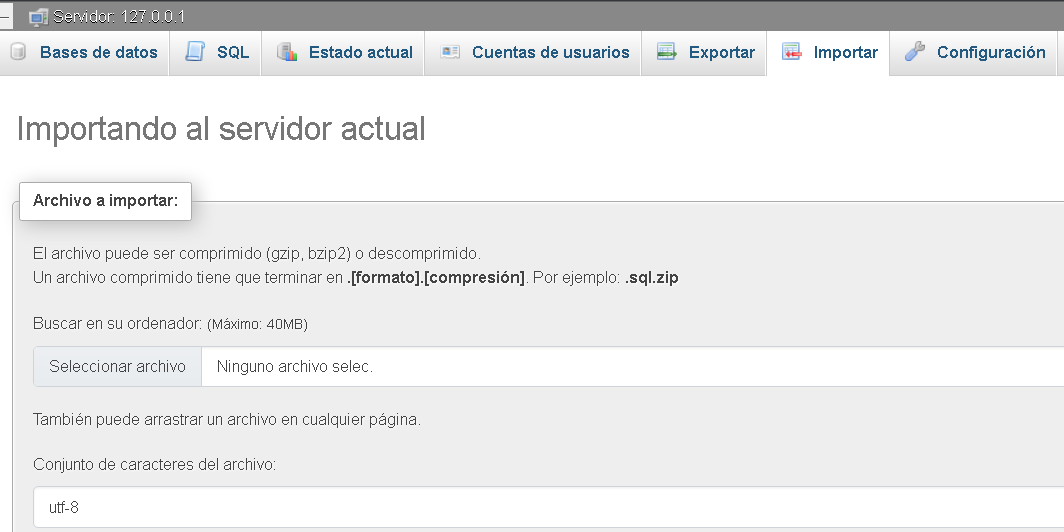 Servidor: 127.0.0.1
Bases de datos SQL Estado actual Cuentas de usuarios Exportar Importar Configuración
Importando al servidor actual
Archivo a importar:
El archivo puede ser comprimido (gzip, bzip2) o descomprimido.
Un archivo comprimido tiene que terminar en .[formato].[compresión]. Por ejemplo: .sql.zip
Buscar en su ordenador: (Máximo: 40MB)
Seleccionar archivo Ninguno archivo selec.
También puede arrastrar un archivo en cualquier página.
Conjunto de caracteres del archivo:
utf-8